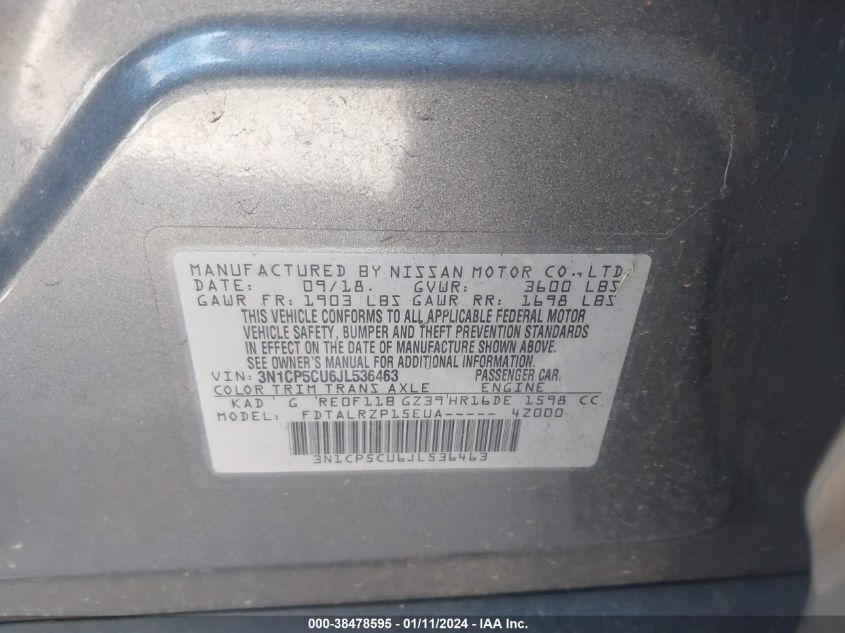 MANUFACTURED BY NISSAN MOTOR CO.,LTD.
DATE: 09/18. GVWR: 3600 LBS
GAWR FR: 1903 LBS GAWR RR: 1698 LBS
THIS VEHICLE CONFORMS TO ALL APPLICABLE FEDERAL MOTOR
VEHICLE SAFETY, BUMPER AND THEFT PREVENTION STANDARDS
IN EFFECT ON THE DATE OF MANUFACTURE SHOWN ABOVE.
SEE OWNER'S MANUAL FOR ADDITIONAL INFORMATION.
VIN: 3N1CP5CU6JL536463 PASSENGER CAR.
COLOR TRIM TRANS AXLE ENGINE
KAD G RE0F11B GZ39 HR16DE 1598 CC
MODEL: FDTALRZP15EUA----- 4Z000
3N1CP5CU6JL536463
000-38478595 - 01/11/2024 - IAA Inc.